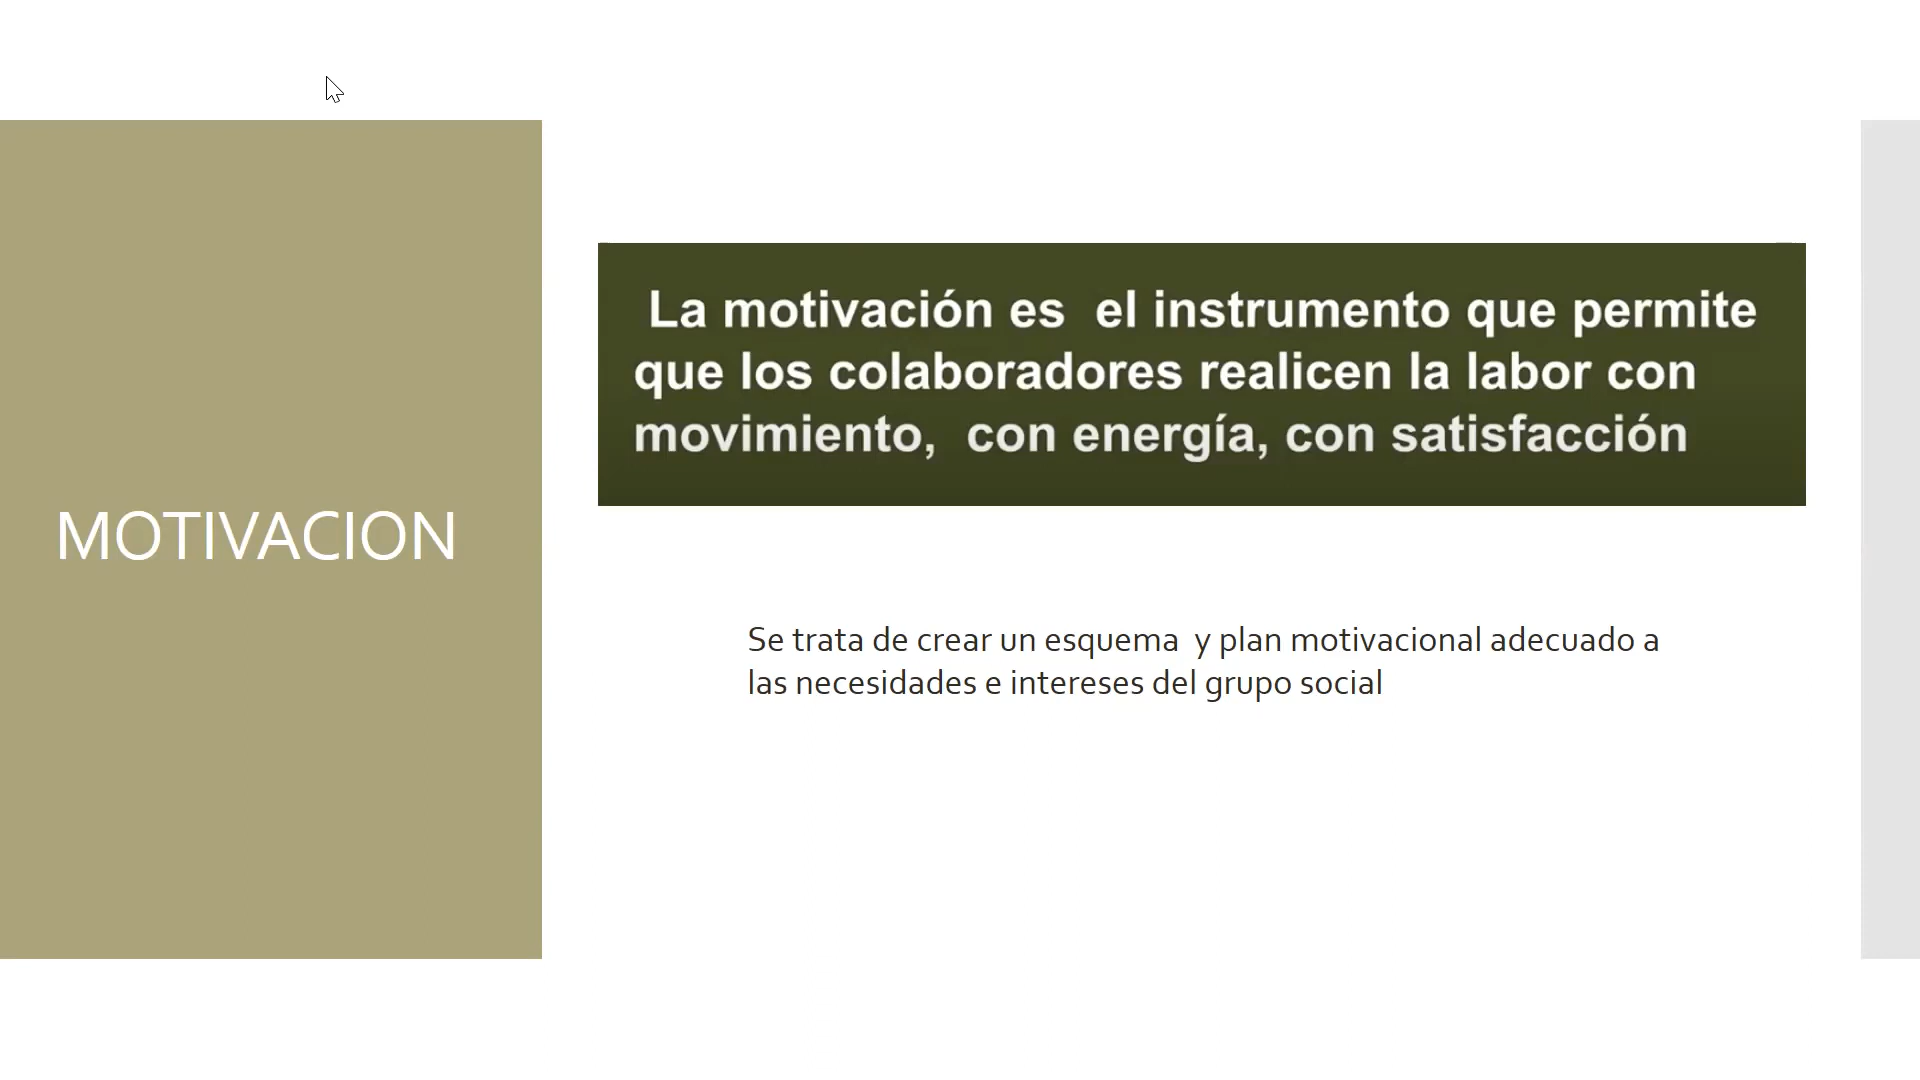 MOTIVACION
La motivación es  el instrumento que permite
que los colaboradores realicen la labor con
movimiento,  con energía, con satisfacción
Se trata de crear un esquema  y plan motivacional adecuado a
las necesidades e intereses del grupo social